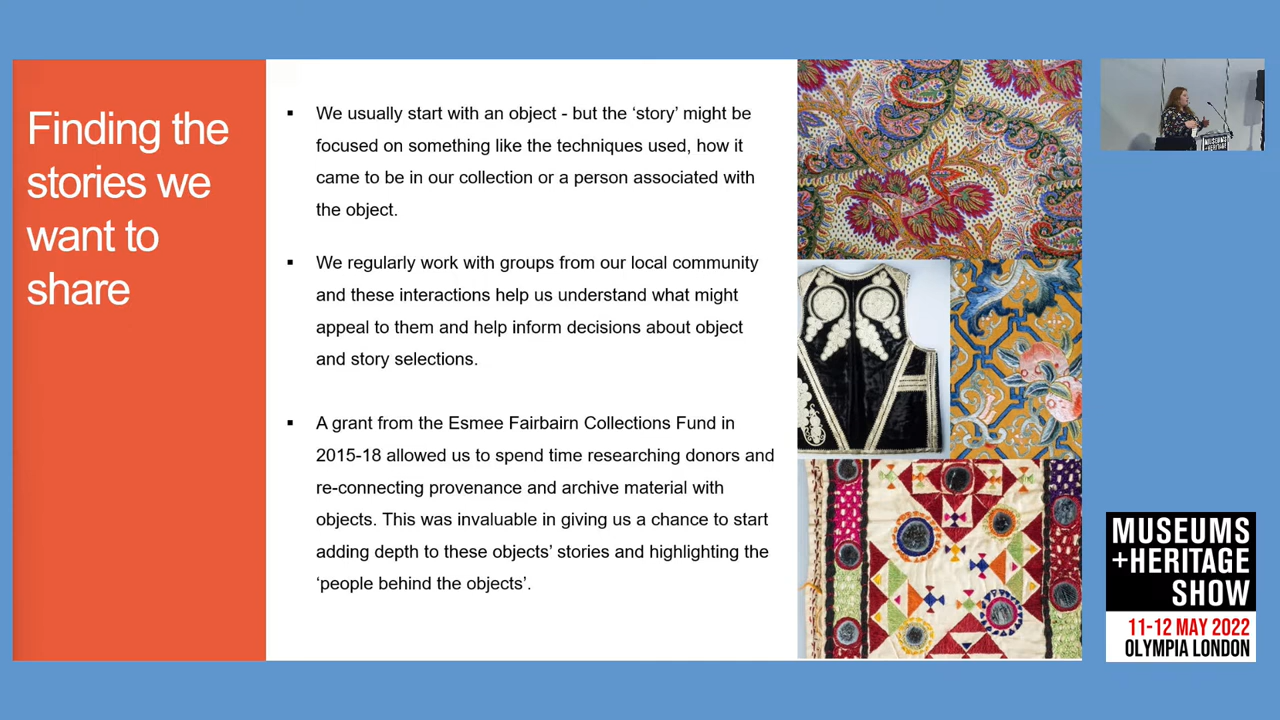 Finding the
stories we
want to
share
▪ We usually start with an object - but the ‘story’ might be
focused on something like the techniques used, how it
came to be in our collection or a person associated with
the object.
▪ We regularly work with groups from our local community
and these interactions help us understand what might
appeal to them and help inform decisions about object
and story selections.
▪ A grant from the Esmee Fairbairn Collections Fund in
2015-18 allowed us to spend time researching donors and
re-connecting provenance and archive material with
objects. This was invaluable in giving us a chance to start
adding depth to these objects’ stories and highlighting the
‘people behind the objects’.
MUSEUMS
+HERITAGE
MUSEUMS
+HERITAGE
SHOW
11-12 MAY 2022
OLYMPIA LONDON